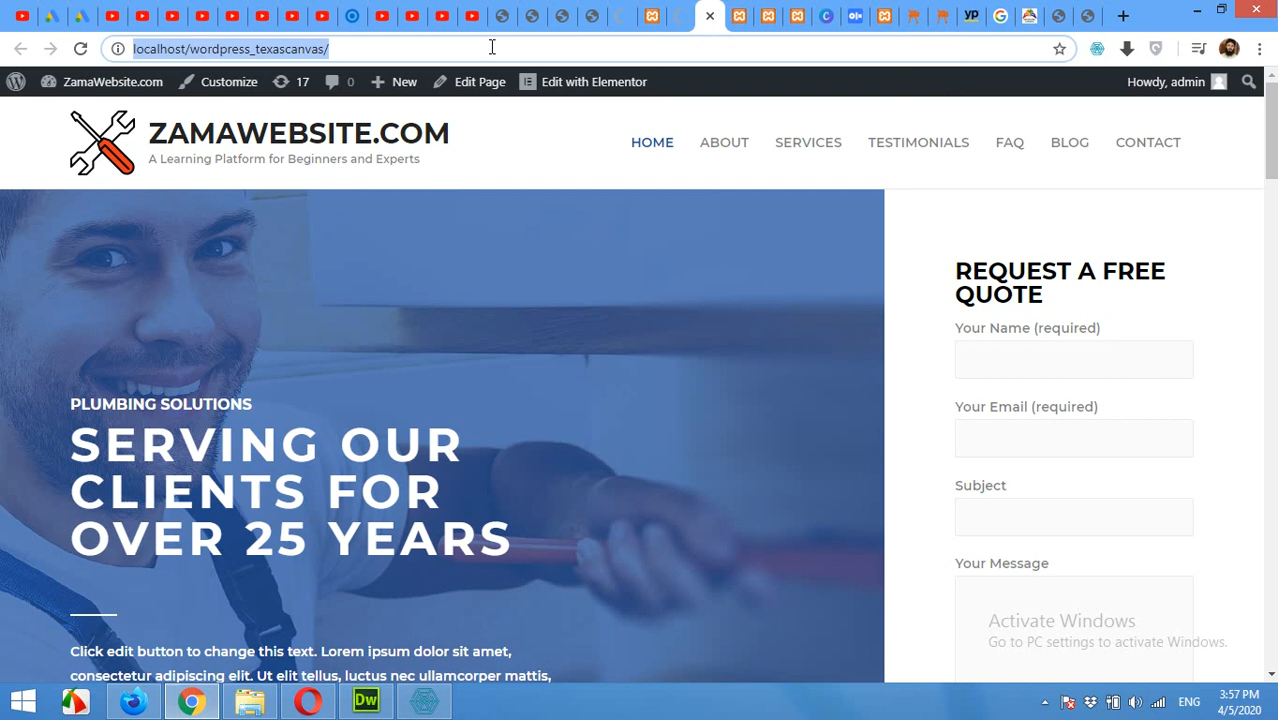 localhost/wordpress_texascanvas/
ZamaWebsite.com
Customize
17
0
New
Edit Page
Edit with Elementor
Howdy, admin
ZAMAWEBSITE.COM
A Learning Platform for Beginners and Experts
HOME
ABOUT
SERVICES
TESTIMONIALS
FAQ
BLOG
CONTACT
PLUMBING SOLUTIONS
SERVING OUR
CLIENTS FOR
OVER 25 YEARS
Click edit button to change this text. Lorem ipsum dolor sit amet,
consectetur adipiscing elit. Ut elit tellus, luctus nec ullamcorper mattis,
REQUEST A FREE
QUOTE
Your Name (required)
Your Email (required)
Subject
Your Message
Activate Windows
Go to PC settings to activate Windows.
YP
Dw
ENG
3:57 PM
4/5/2020